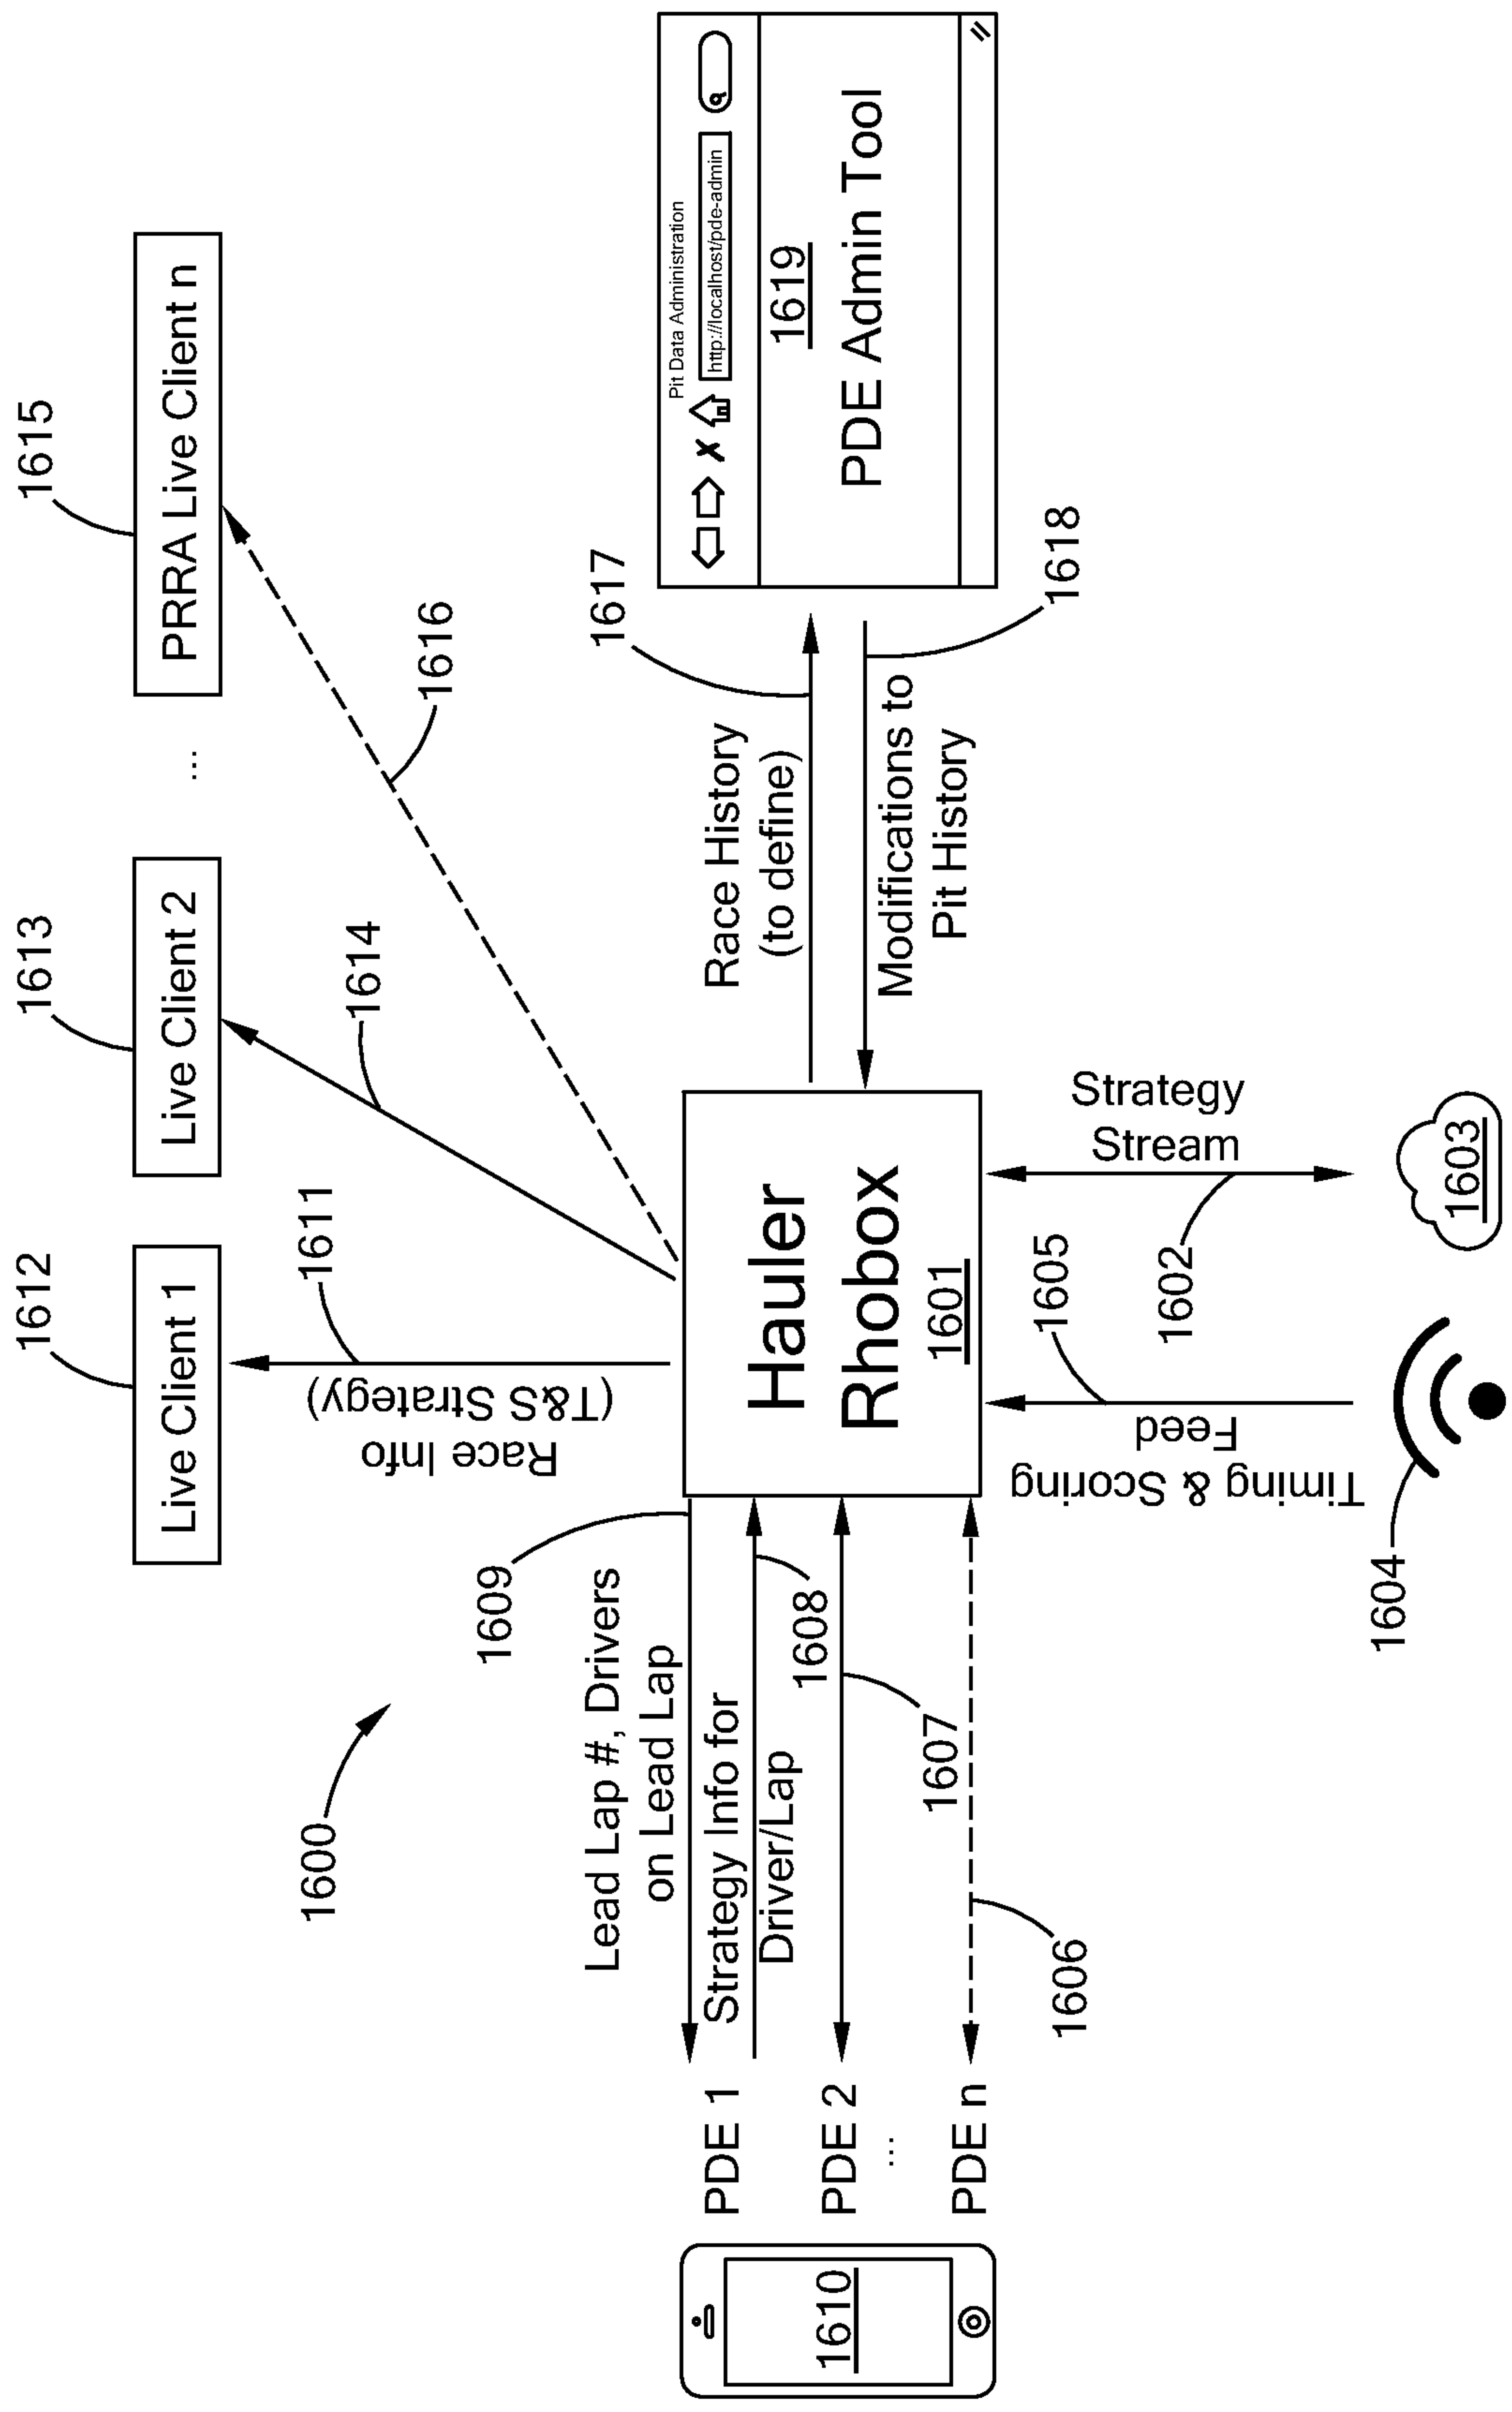 1612
Live Client 1
1613
Live Client 2
...
1615
PRRA Live Client n
1600
1611
Race Info
(T&S Strategy)
1614
1616
1609
Lead Lap #, Drivers
on Lead Lap
Strategy Info for
Driver/Lap
1608
1607
1606
1610
PDE 1
PDE 2
...
PDE n
Hauler
Rhobox
1601
1617
Race History
(to define)
Modifications to
Pit History
1618
Pit Data Administration
http://localhost/pde-admin
1619
PDE Admin Tool
Timing & Scoring
Feed
1605
1604
Strategy
Stream
1602
1603